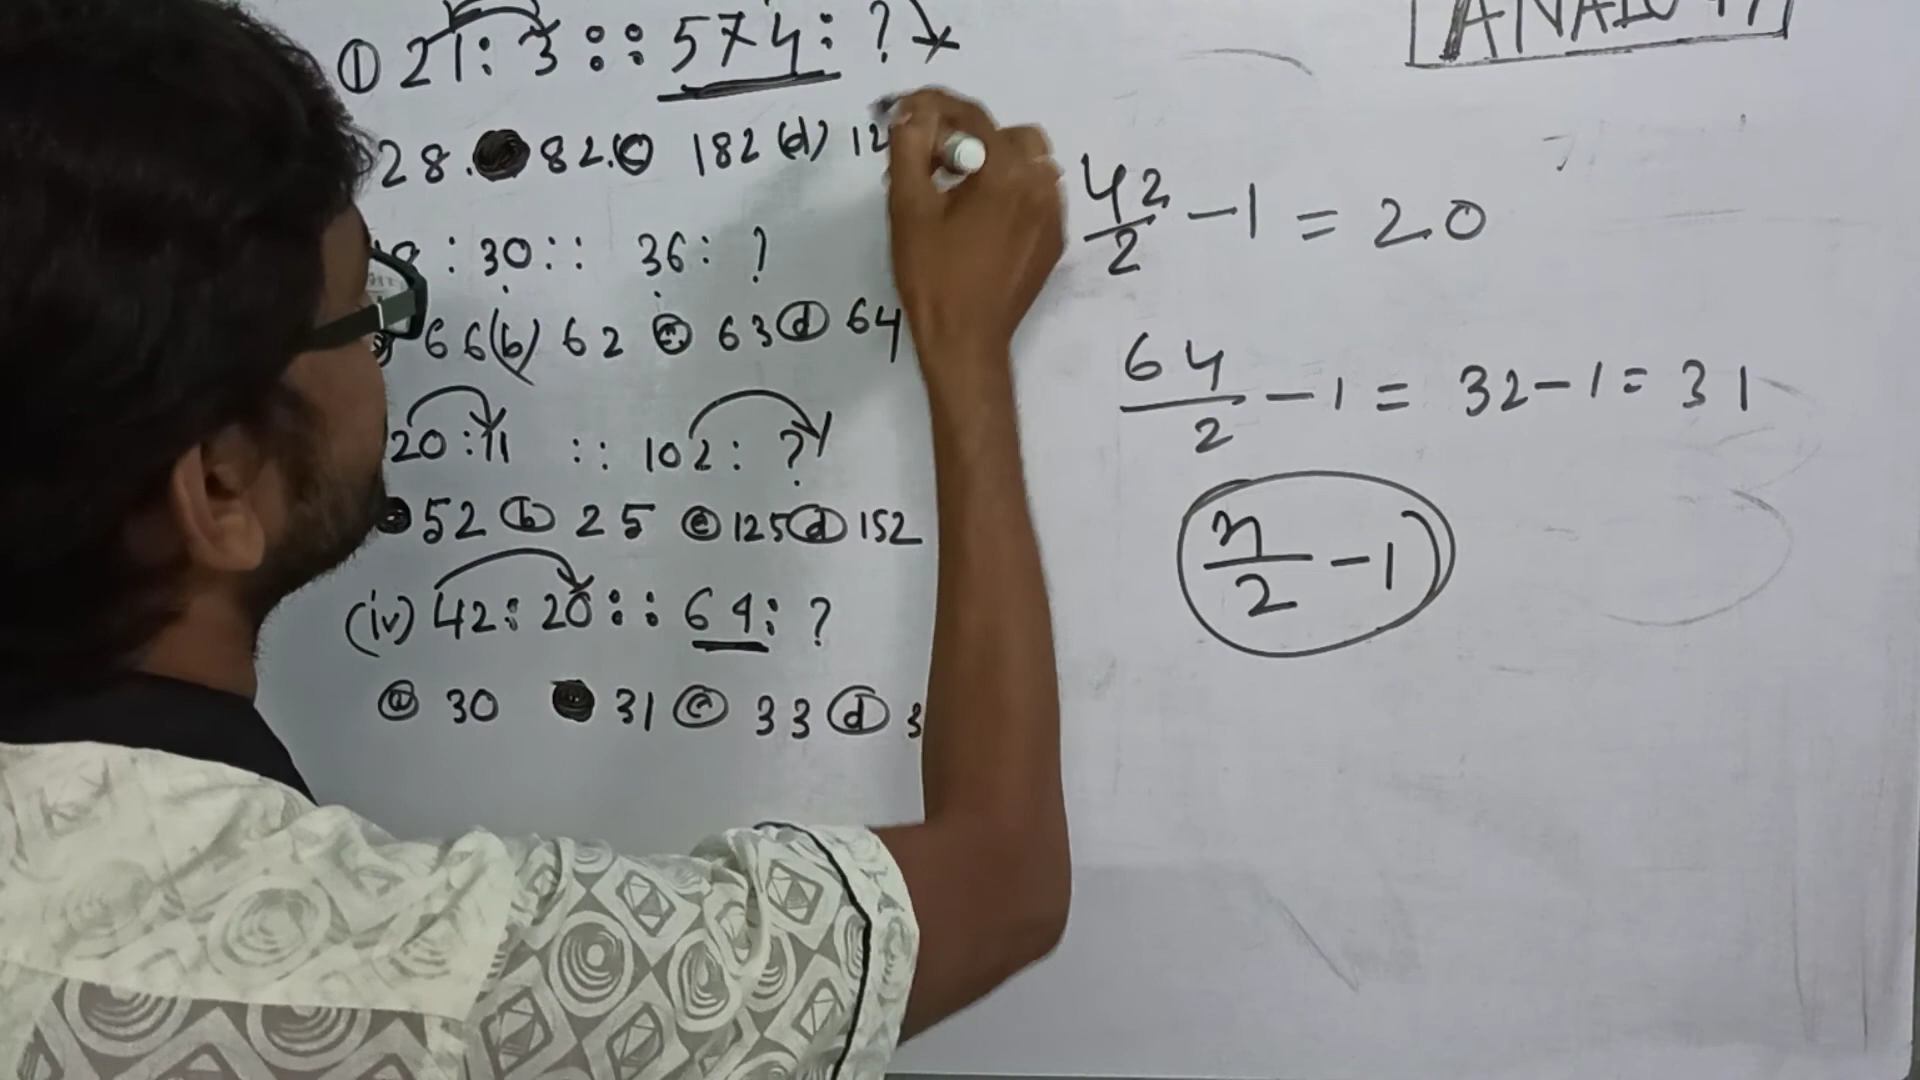 ANALOGY
① 21 : 3 :: 574 : ?
28. 82. ⓒ 182 (d) 12
: 30 :: 36 : ?
66 (b) 62 ⓒ 63 ⓓ 64
20 : 11 :: 102 : ?
52 ⓑ 25 ⓒ 125 ⓓ 152
(iv) 42 : 20 :: 64 : ?
ⓐ 30 31 ⓒ 33 ⓓ 3
42/2 - 1 = 20
64/2 - 1 = 32 - 1 = 31
n/2 - 1